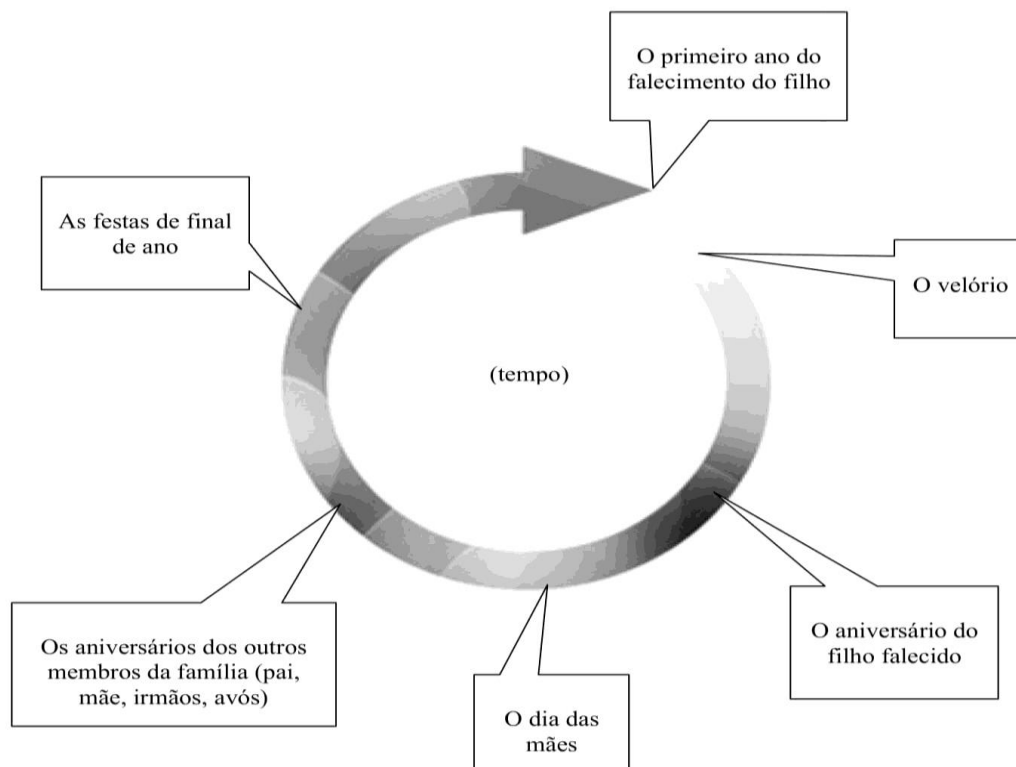 O primeiro ano do
falecimento do filho
As festas de final
de ano
O velório
(tempo)
O aniversário do
filho falecido
Os aniversários dos outros
membros da família (pai,
mãe, irmãos, avós)
O dia das
mães